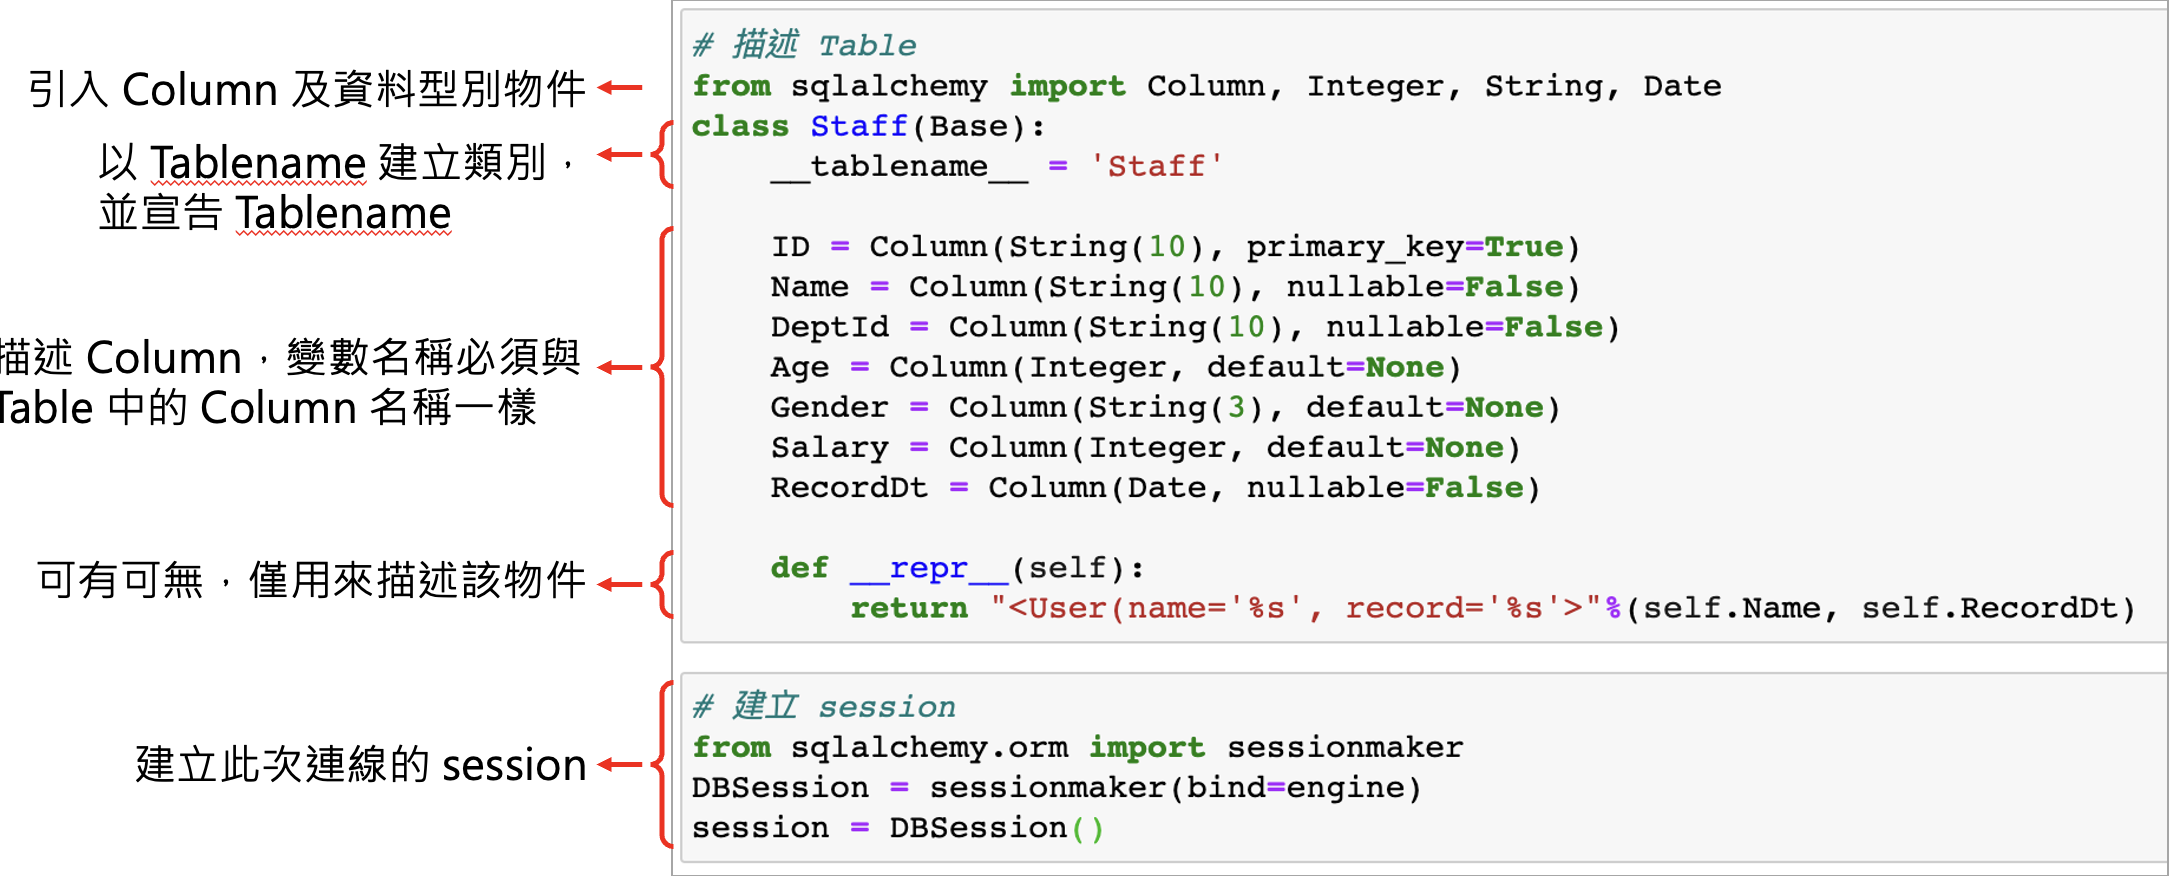 引入 Column 及資料型別物件
以 Tablename 建立類別，
並宣告 Tablename
描述 Column，變數名稱必須與
Table 中的 Column 名稱一樣
可有可無，僅用來描述該物件
建立此次連線的 session
# 描述 Table
from sqlalchemy import Column, Integer, String, Date
class Staff(Base):
    __tablename__ = 'Staff'
    ID = Column(String(10), primary_key=True)
    Name = Column(String(10), nullable=False)
    DeptId = Column(String(10), nullable=False)
    Age = Column(Integer, default=None)
    Gender = Column(String(3), default=None)
    Salary = Column(Integer, default=None)
    RecordDt = Column(Date, nullable=False)
    def __repr__(self):
        return "<User(name='%s', record='%s'>"%(self.Name, self.RecordDt)
# 建立 session
from sqlalchemy.orm import sessionmaker
DBSession = sessionmaker(bind=engine)
session = DBSession()